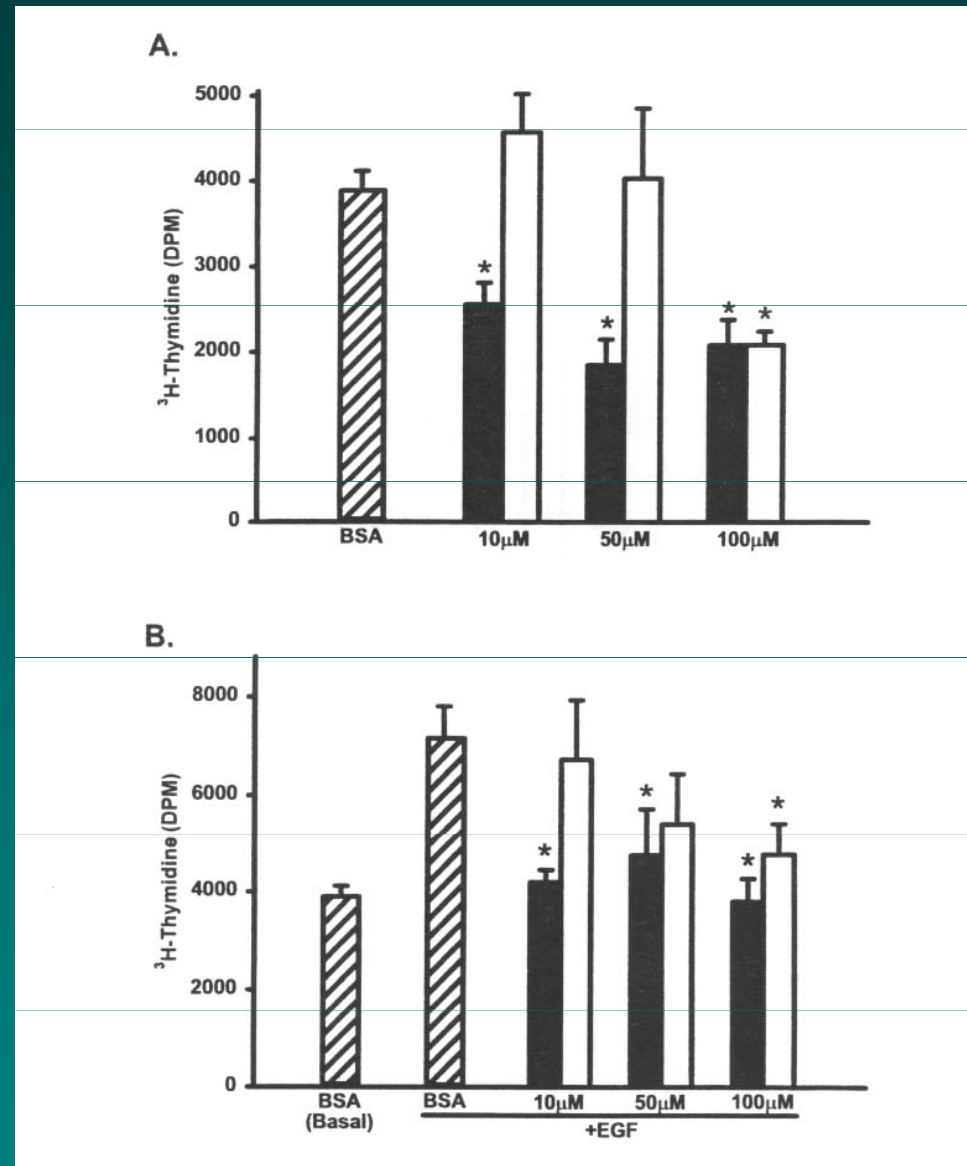 A.
5000
4000
3000
2000
1000
0
³H-Thymidine (DPM)
* * * *
BSA 10µM 50µM 100µM
B.
8000
6000
4000
2000
0
³H-Thymidine (DPM)
* * * *
BSA BSA 10µM 50µM 100µM
(Basal) +EGF